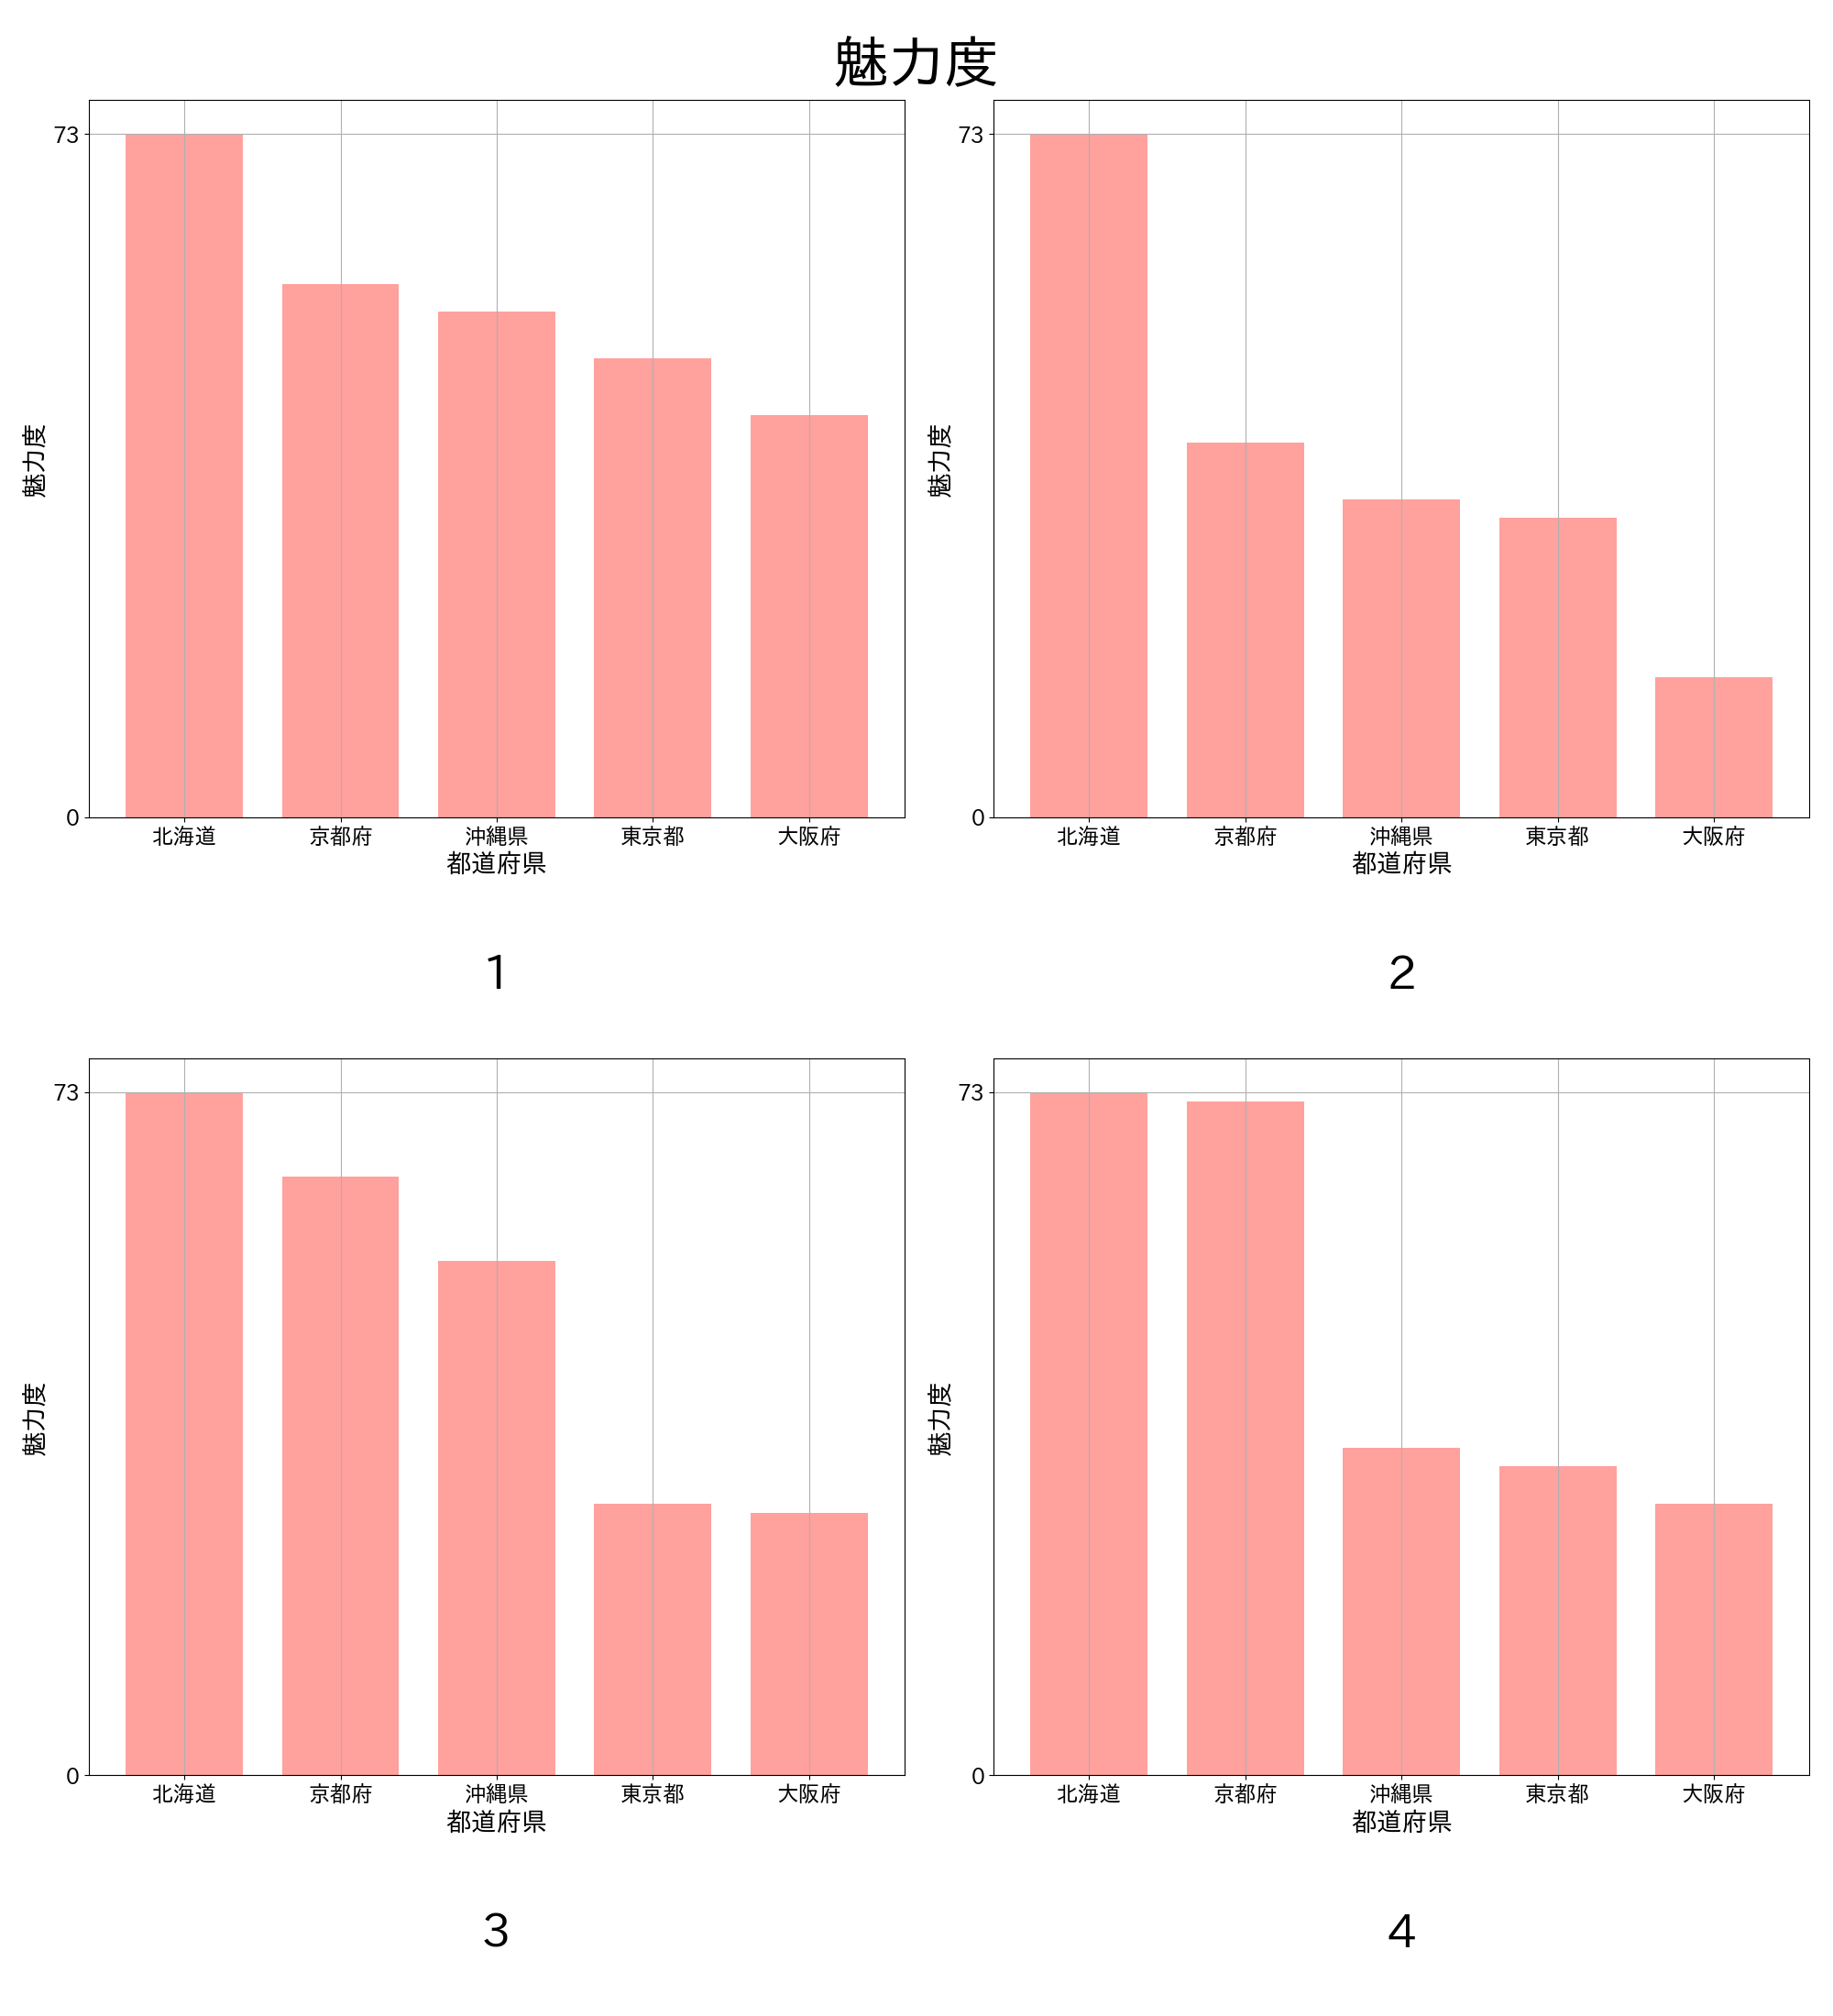 魅力度
73
魅力度
0
北海道 京都府 沖縄県 東京都 大阪府
都道府県
1
73
魅力度
0
北海道 京都府 沖縄県 東京都 大阪府
都道府県
2
73
魅力度
0
北海道 京都府 沖縄県 東京都 大阪府
都道府県
3
73
魅力度
0
北海道 京都府 沖縄県 東京都 大阪府
都道府県
4